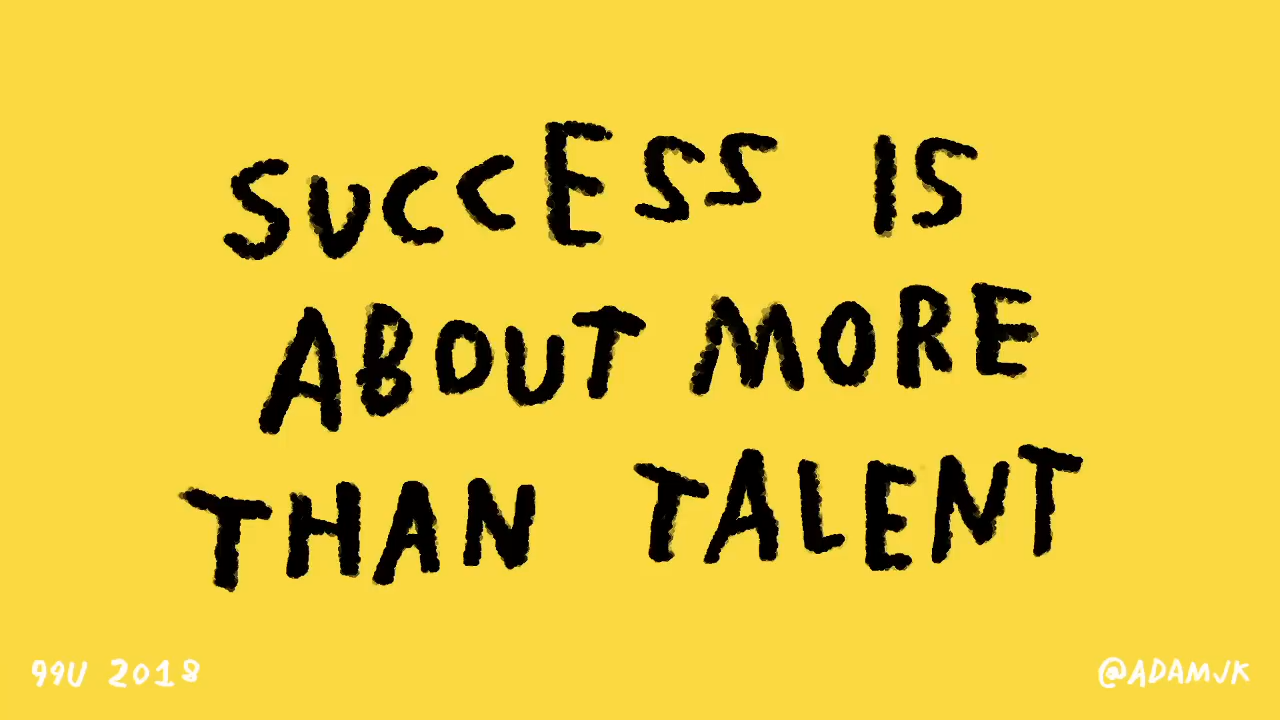 SUCCESS IS
ABOUT MORE
THAN TALENT
99U 2018
@ADAMJK